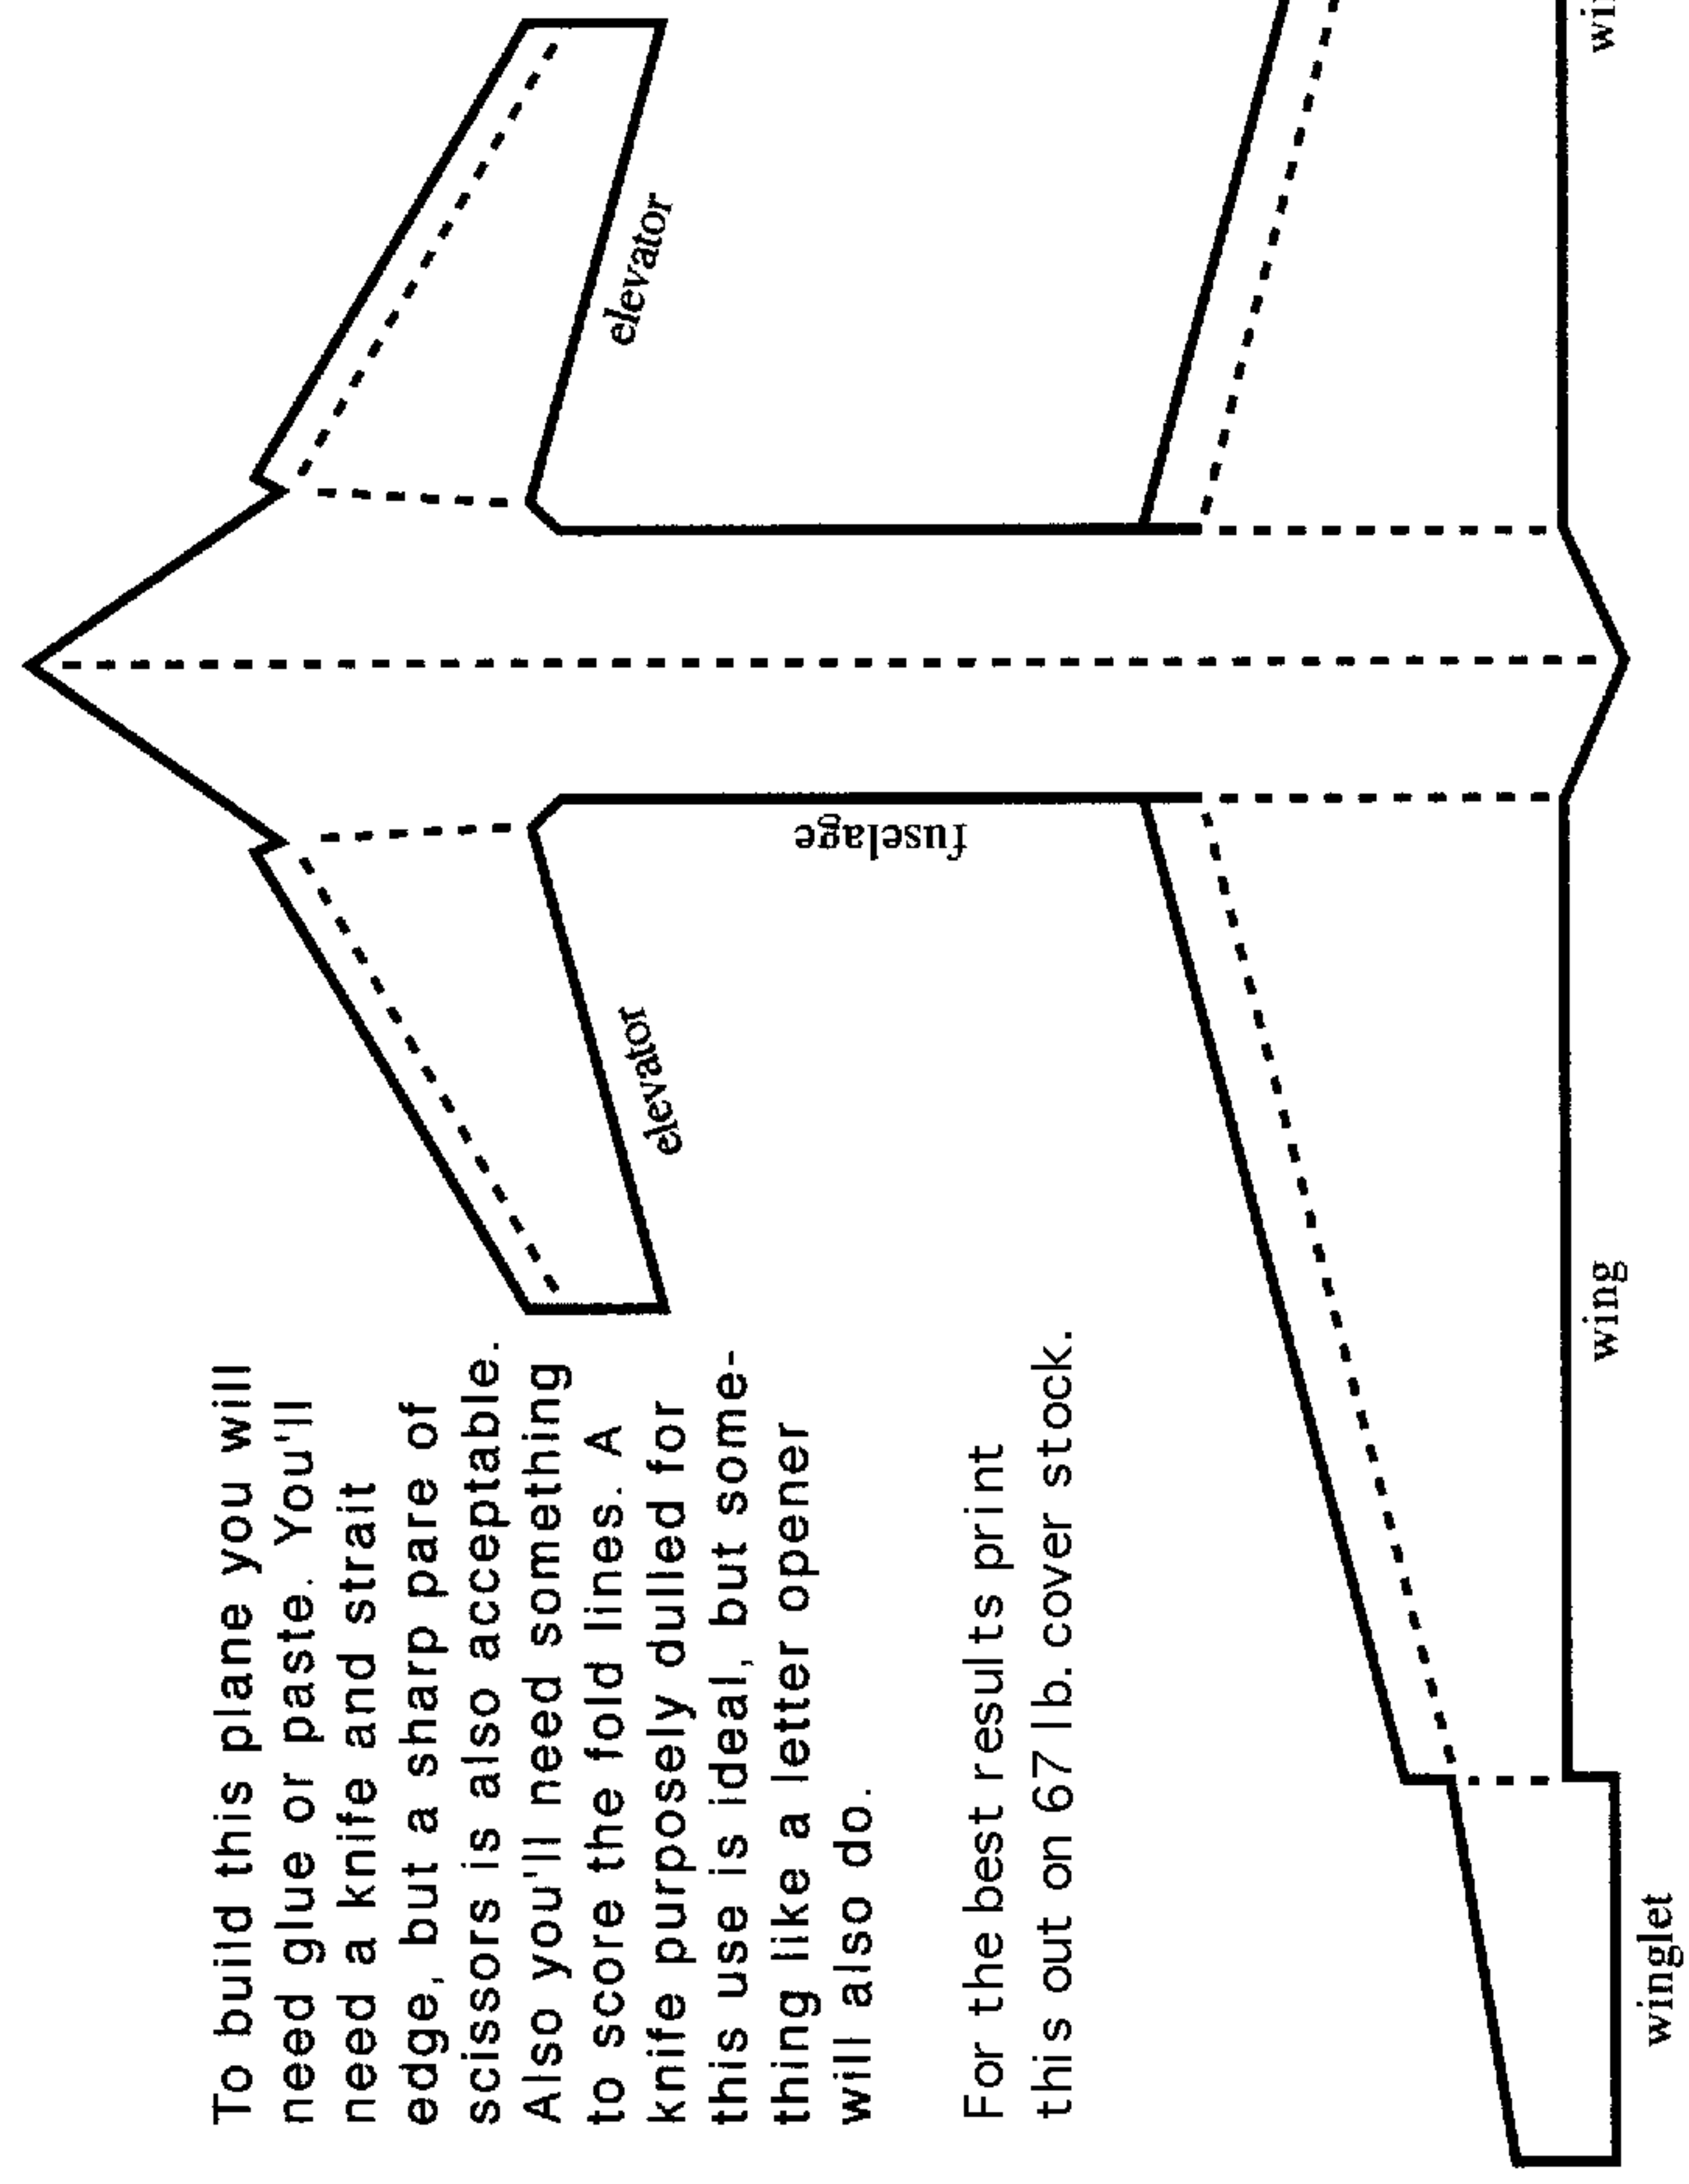 To build this plane you will
need glue or paste. You'll
need a knife and strait
edge, but a sharp pare of
scissors is also acceptable.
Also you'll need something
to score the fold lines. A
knife purposely dulled for
this use is ideal, but some-
thing like a letter opener
will also do.
For the best results print
this out on 67 lb. cover stock.
elevator
elevator
fuselage
wing
winglet